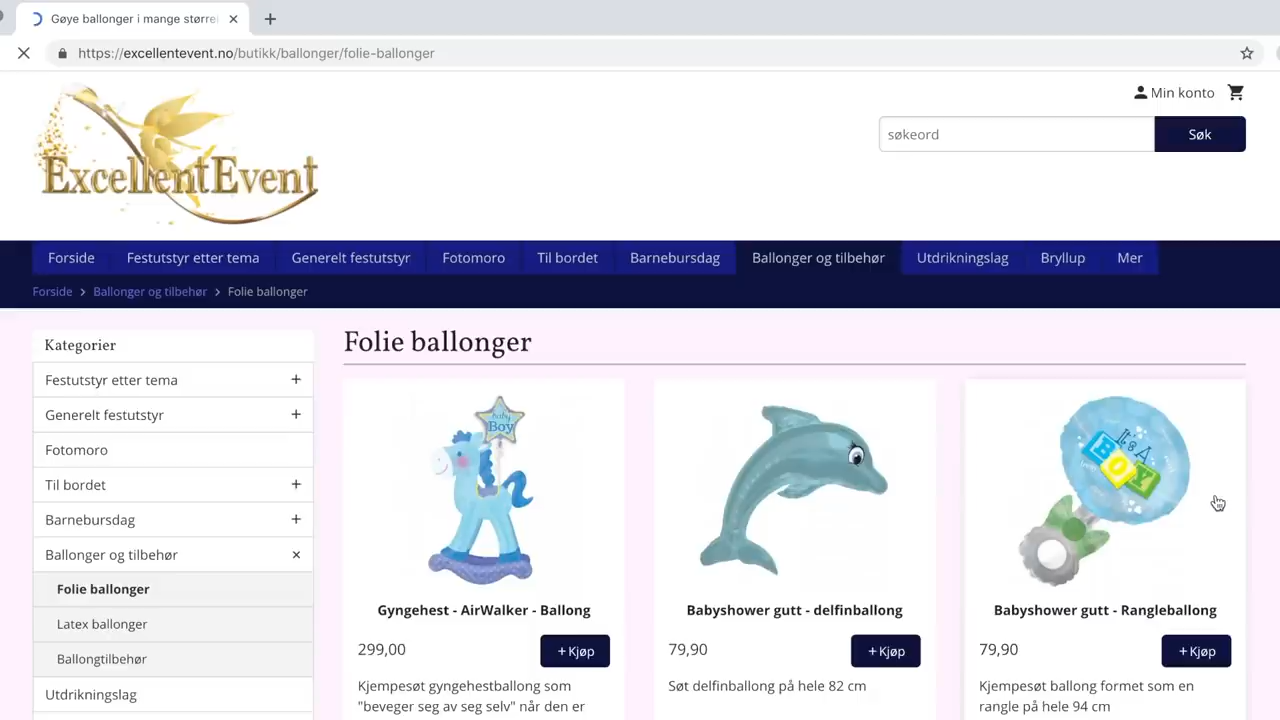 Gøye ballonger i mange større
https://excellentevent.no/butikk/ballonger/folie-ballonger
ExcellentEvent
Min konto
søkeord
Søk
Forside
Festutstyr etter tema
Generelt festutstyr
Fotomoro
Til bordet
Barnebursdag
Ballonger og tilbehør
Utdrikningslag
Bryllup
Mer
Forside > Ballonger og tilbehør > Folie ballonger
Kategorier
Festutstyr etter tema +
Generelt festutstyr +
Fotomoro
Til bordet +
Barnebursdag +
Ballonger og tilbehør ×
Folie ballonger
Latex ballonger
Ballongtilbehør
Utdrikningslag
Folie ballonger
baby
Boy
Gyngehest - AirWalker - Ballong
299,00
+ Kjøp
Kjempesøt gyngehestballong som
"beveger seg av seg selv" når den er
Babyshower gutt - delfinballong
79,90
+ Kjøp
Søt delfinballong på hele 82 cm
It's A
BOY
Babyshower gutt - Rangleballong
79,90
+ Kjøp
Kjempesøt ballong formet som en
rangle på hele 94 cm